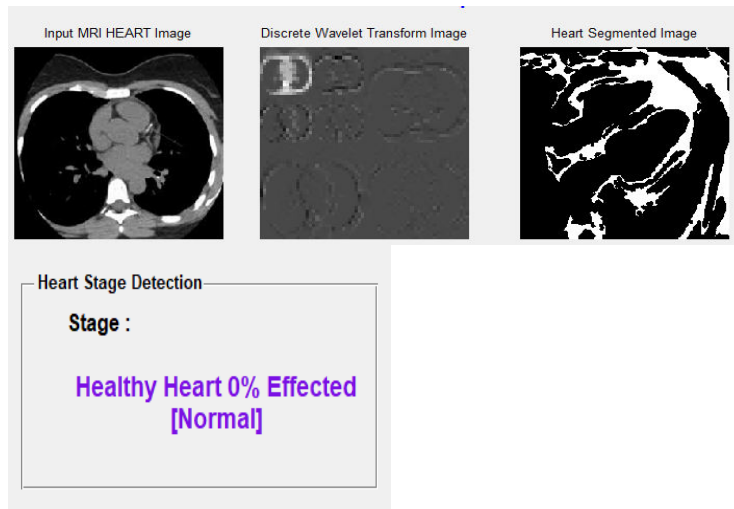 Input MRI HEART Image
Discrete Wavelet Transform Image
Heart Segmented Image
Heart Stage Detection
Stage :
Healthy Heart 0% Effected
[Normal]